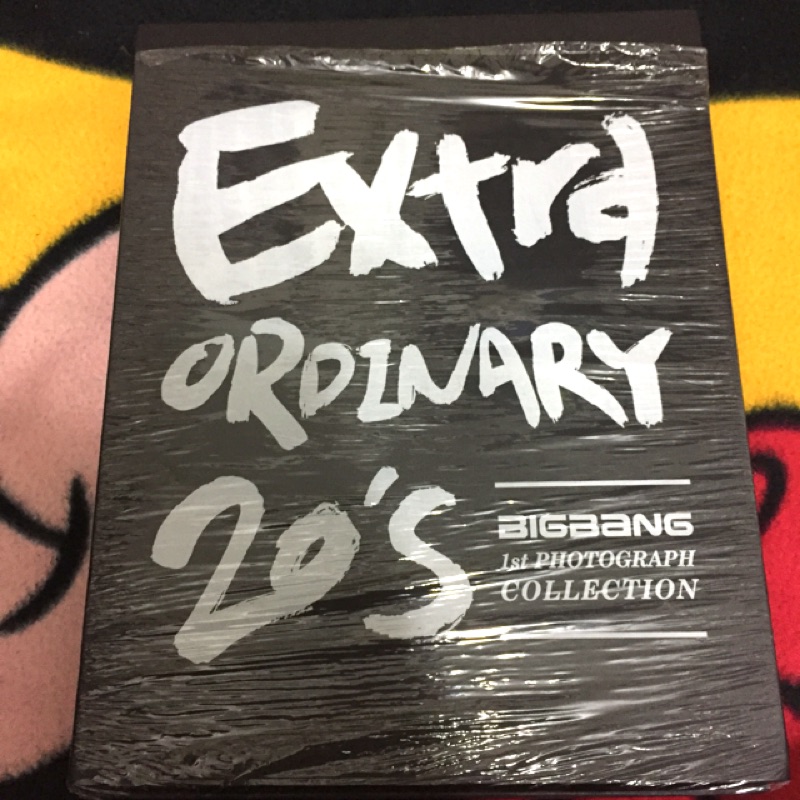 Extra
ORDINARY
20'S
BIGBANG
1st PHOTOGRAPH
COLLECTION